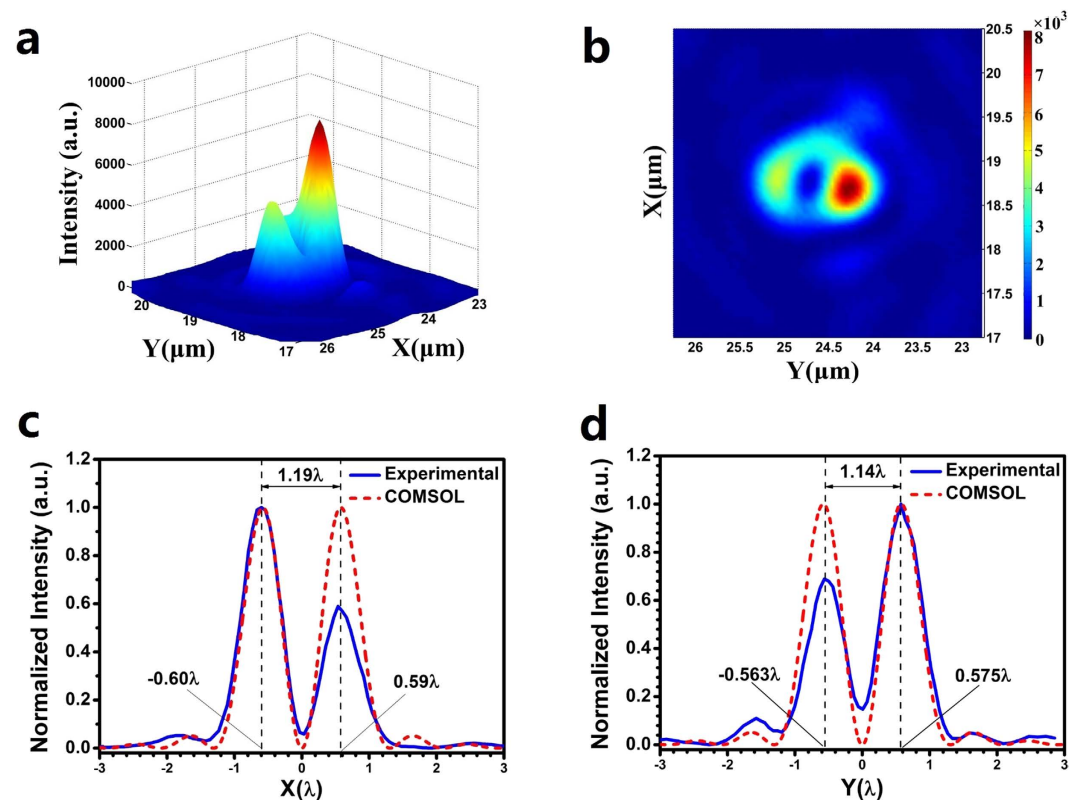 a
Intensity (a.u.)
10000
8000
6000
4000
2000
0
20
19
18
17
Y(μm)
26
25
24
23
X(μm)
b
×10³
20.5
20
19.5
19
18.5
18
17.5
17
X(μm)
26
25.5
25
24.5
24
23.5
23
Y(μm)
8
7
6
5
4
3
2
1
0
c
Normalized Intensity (a.u.)
1.2
1.0
0.8
0.6
0.4
0.2
0.0
1.19λ
Experimental
COMSOL
-0.60λ
0.59λ
-3 -2 -1 0 1 2 3
X(λ)
d
Normalized Intensity (a.u.)
1.2
1.0
0.8
0.6
0.4
0.2
0.0
1.14λ
Experimental
COMSOL
-0.563λ
0.575λ
-3 -2 -1 0 1 2 3
Y(λ)